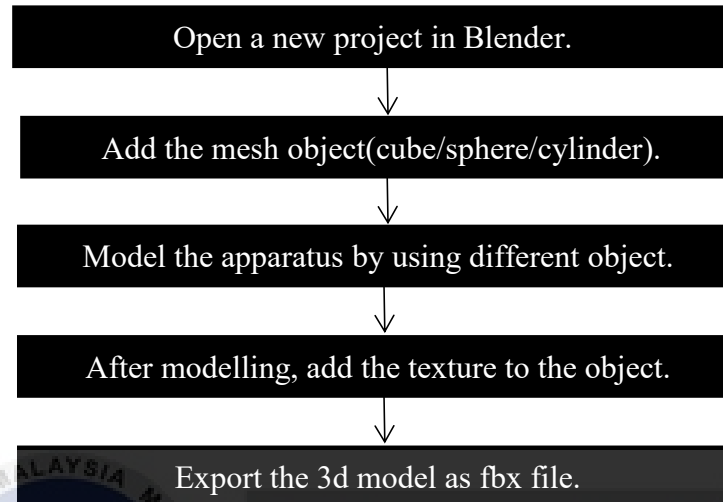 Open a new project in Blender.
Add the mesh object(cube/sphere/cylinder).
Model the apparatus by using different object.
After modelling, add the texture to the object.
Export the 3d model as fbx file.
MALAYSIA